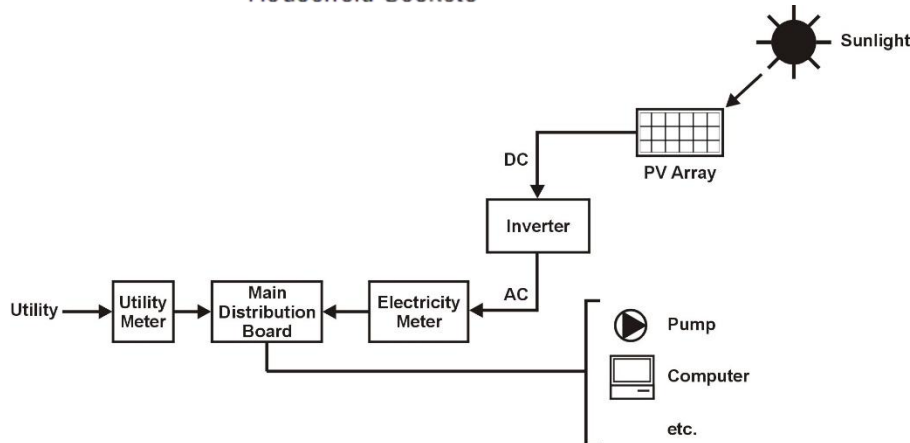 Sunlight
PV Array
DC
Inverter
AC
Utility
Utility
Meter
Main
Distribution
Board
Electricity
Meter
Pump
Computer
etc.